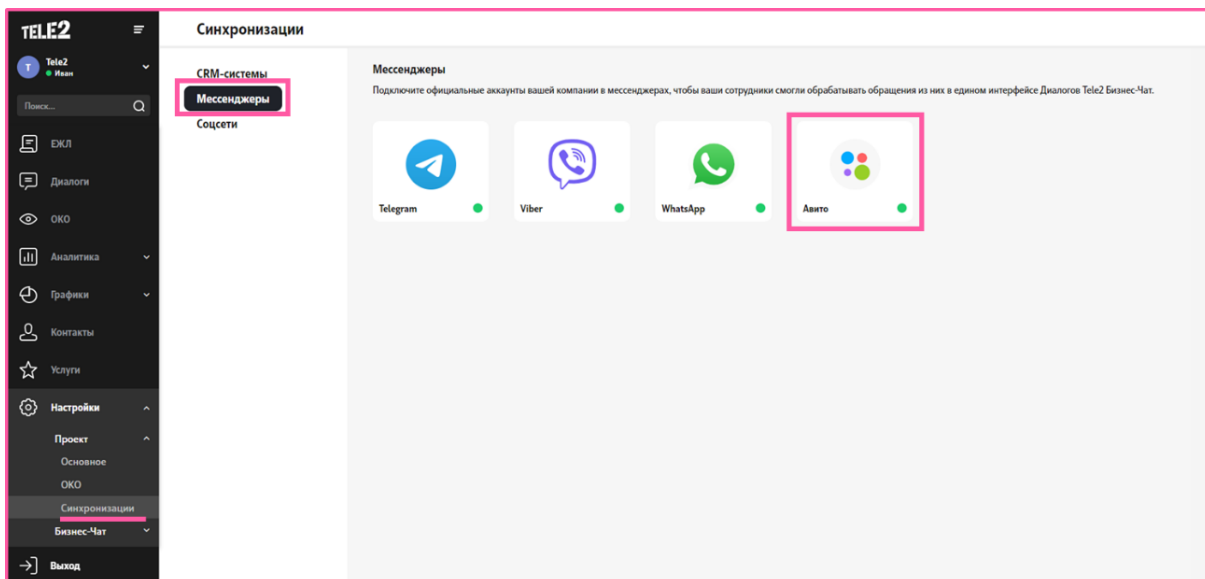 TELE2
Синхронизации
T
Tele2
Иван
Поиск...
ЕЖЛ
Диалоги
ОКО
Аналитика
Графики
Контакты
Услуги
Настройки
Проект
Основное
ОКО
Синхронизации
Бизнес-Чат
Выход
CRM-системы
Мессенджеры
Соцсети
Мессенджеры
Подключите официальные аккаунты вашей компании в мессенджерах, чтобы ваши сотрудники смогли обрабатывать обращения из них в едином интерфейсе Диалогов Tele2 Бизнес-Чат.
Telegram
Viber
WhatsApp
Авито